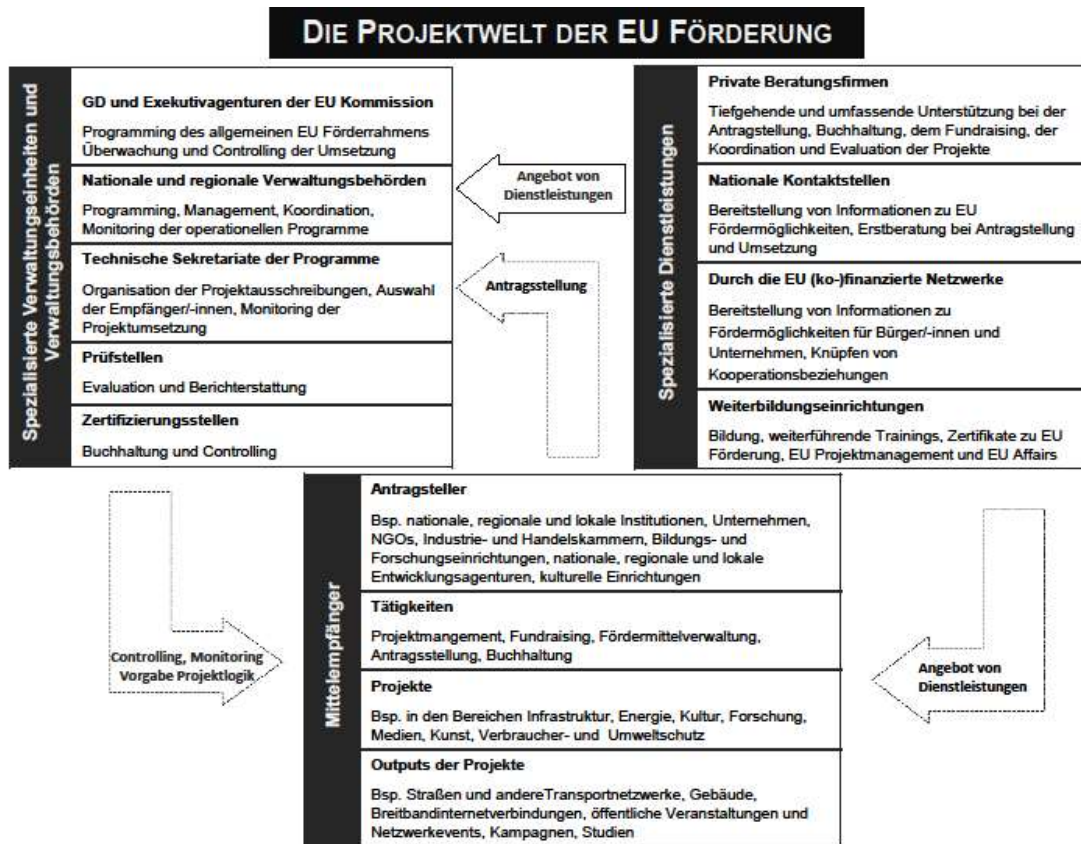 DIE PROJEKTWELT DER EU FÖRDERUNG
Spezialisierte Verwaltungseinheiten und
Verwaltungsbehörden
GD und Exekutivagenturen der EU Kommission
Programming des allgemeinen EU Förderrahmens
Überwachung und Controlling der Umsetzung
Nationale und regionale Verwaltungsbehörden
Programming, Management, Koordination,
Monitoring der operationellen Programme
Technische Sekretariate der Programme
Organisation der Projektausschreibungen, Auswahl
der Empfänger/-innen, Monitoring der
Projektumsetzung
Prüfstellen
Evaluation und Berichterstattung
Zertifizierungsstellen
Buchhaltung und Controlling
Angebot von
Dienstleistungen
Antragsstellung
Spezialisierte Dienstleistungen
Private Beratungsfirmen
Tiefgehende und umfassende Unterstützung bei der
Antragstellung, Buchhaltung, dem Fundraising, der
Koordination und Evaluation der Projekte
Nationale Kontaktstellen
Bereitstellung von Informationen zu EU
Fördermöglichkeiten, Erstberatung bei Antragstellung
und Umsetzung
Durch die EU (ko-)finanzierte Netzwerke
Bereitstellung von Informationen zu
Fördermöglichkeiten für Bürger/-innen und
Unternehmen, Knüpfen von
Kooperationsbeziehungen
Weiterbildungseinrichtungen
Bildung, weiterführende Trainings, Zertifikate zu EU
Förderung, EU Projektmanagement und EU Affairs
Controlling, Monitoring
Vorgabe Projektlogik
Mittelempfänger
Antragsteller
Bsp. nationale, regionale und lokale Institutionen, Unternehmen,
NGOs, Industrie- und Handelskammern, Bildungs- und
Forschungseinrichtungen, nationale, regionale und lokale
Entwicklungsagenturen, kulturelle Einrichtungen
Tätigkeiten
Projektmangement, Fundraising, Fördermittelverwaltung,
Antragsstellung, Buchhaltung
Projekte
Bsp. in den Bereichen Infrastruktur, Energie, Kultur, Forschung,
Medien, Kunst, Verbraucher- und Umweltschutz
Outputs der Projekte
Bsp. Straßen und andereTransportnetzwerke, Gebäude,
Breitbandinternetverbindungen, öffentliche Veranstaltungen und
Netzwerkevents, Kampagnen, Studien
Angebot von
Dienstleistungen